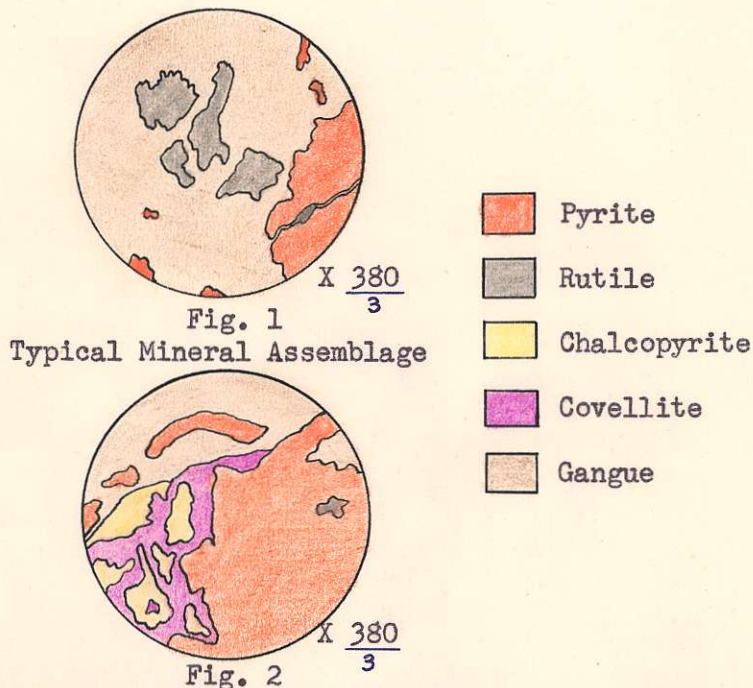 X 380
3
Fig. 1
Typical Mineral Assemblage
Pyrite
Rutile
Chalcopyrite
Covellite
Gangue
X 380
3
Fig. 2